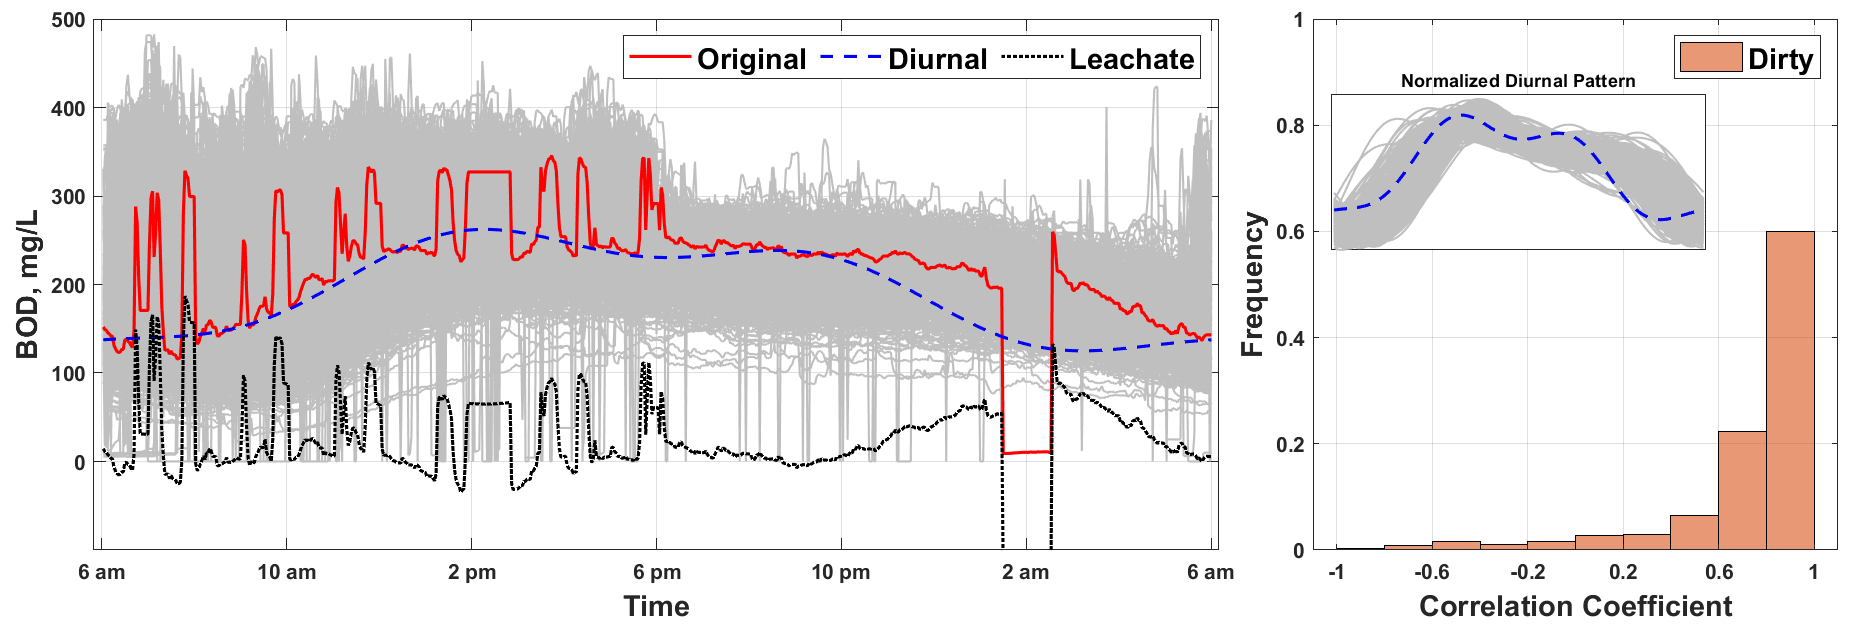 500
400
300
200
100
0
BOD, mg/L
Original Diurnal Leachate
6 am 10 am 2 pm 6 pm 10 pm 2 am 6 am
Time
1
0.8
0.6
0.4
0.2
0
Frequency
Dirty
Normalized Diurnal Pattern
-1 -0.6 -0.2 0.2 0.6 1
Correlation Coefficient